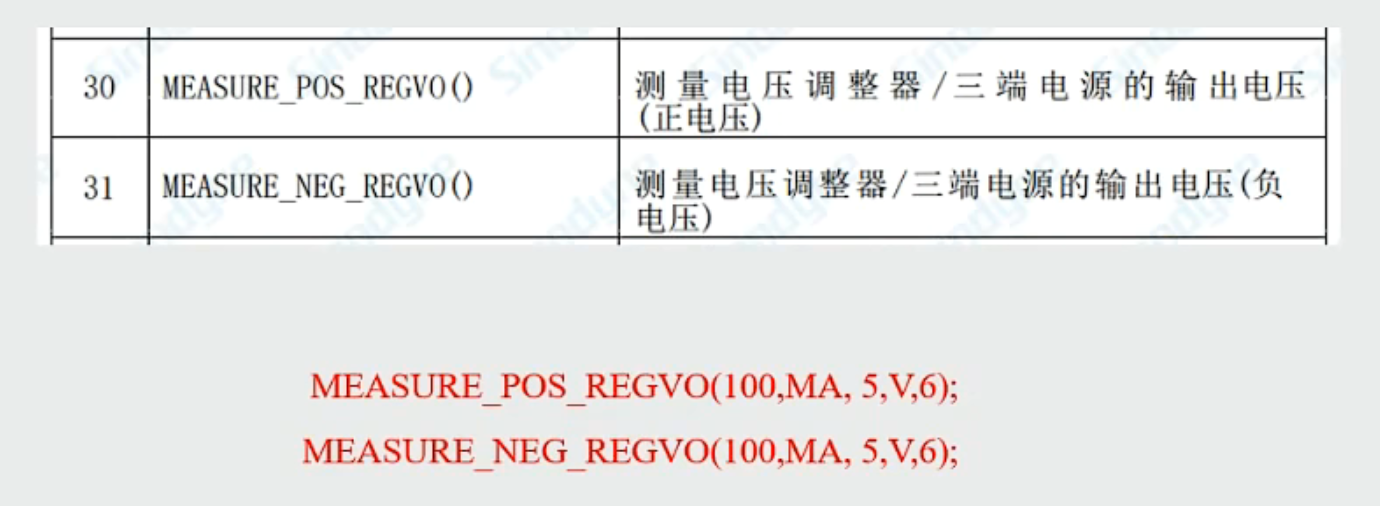 30 MEASURE_POS_REGVO() 测量电压调整器/三端电源的输出电压
(正电压)
31 MEASURE_NEG_REGVO() 测量电压调整器/三端电源的输出电压(负
电压)
MEASURE_POS_REGVO(100,MA, 5,V,6);
MEASURE_NEG_REGVO(100,MA, 5,V,6);